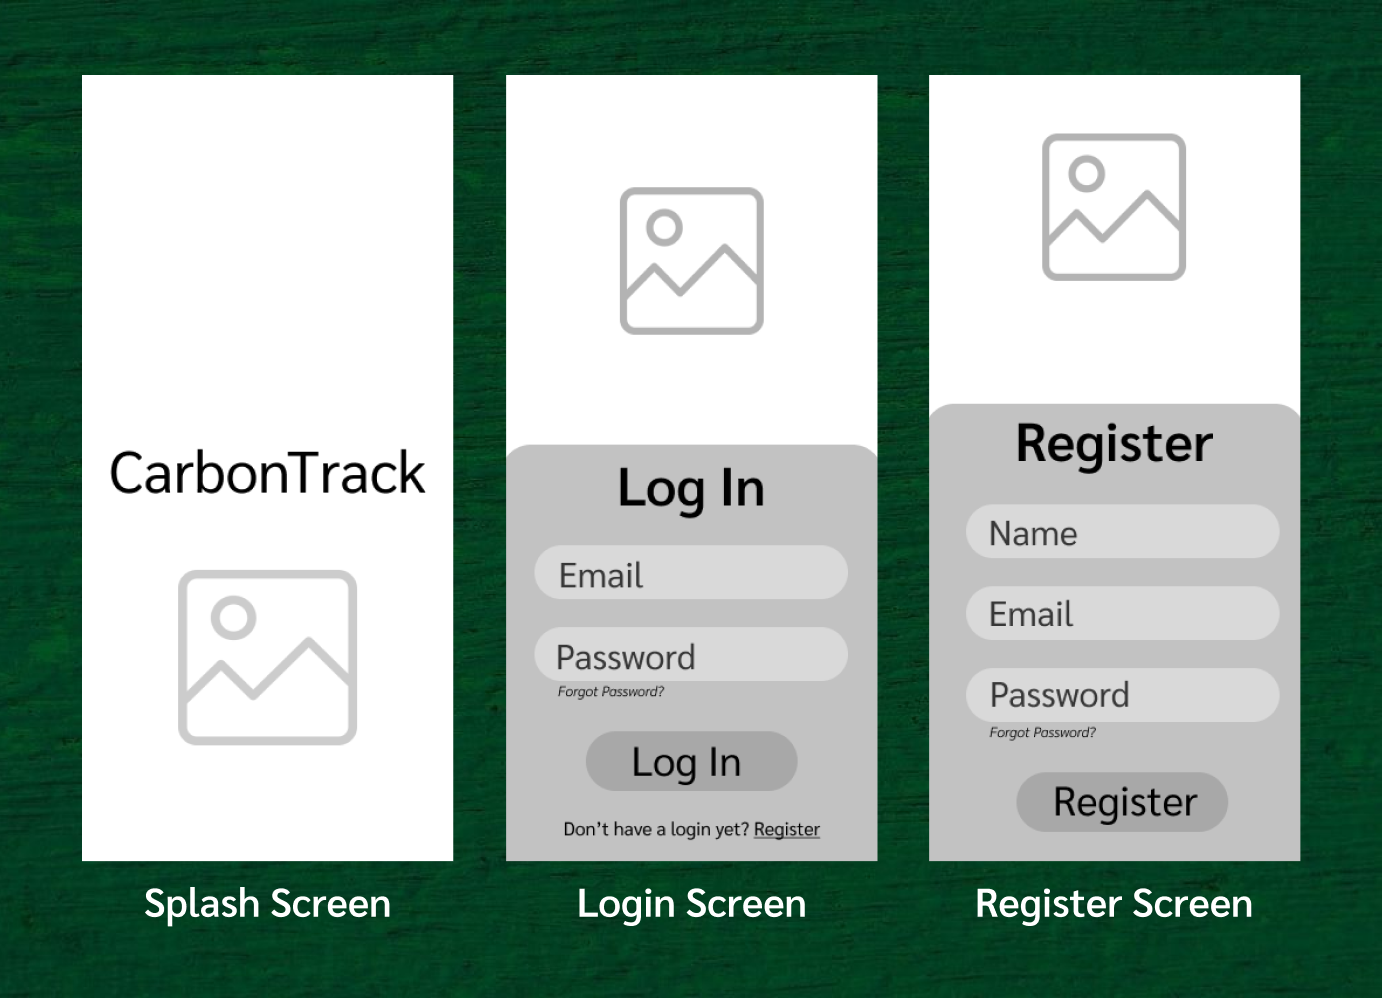 CarbonTrack
Splash Screen
Log In
Email
Password
Forgot Password?
Log In
Don't have a login yet? Register
Login Screen
Register
Name
Email
Password
Forgot Password?
Register
Register Screen